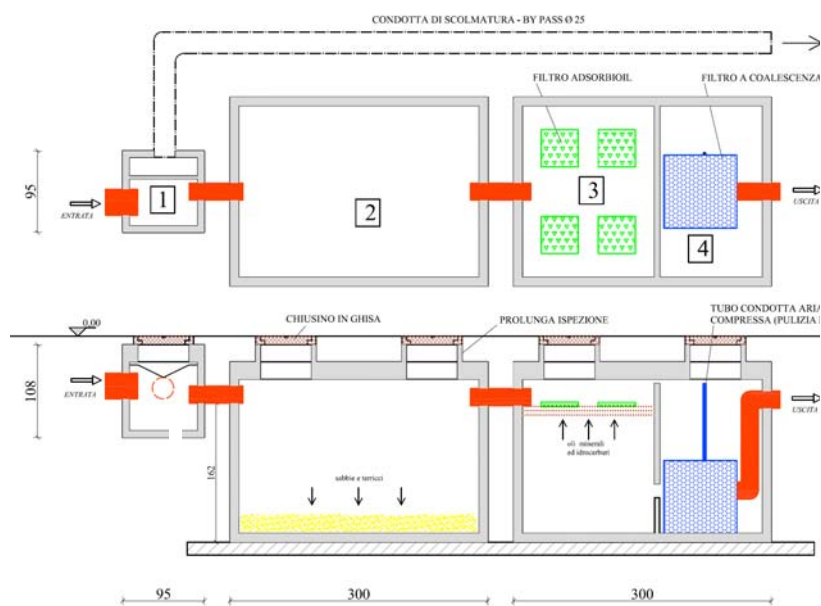 CONDOTTA DI SCOLMATURA - BY PASS Ø 25
FILTRO ADSORBIOIL
FILTRO A COALESCENZA
95
ENTRATA
1
2
3
4
USCITA
0.00
CHIUSINO IN GHISA
PROLUNGA ISPEZIONE
TUBO CONDOTTA ARIA
COMPRESSA (PULIZIA
108
ENTRATA
USCITA
162
sabbie e terricci
oli minerali
ed idrocarburi
95
300
300